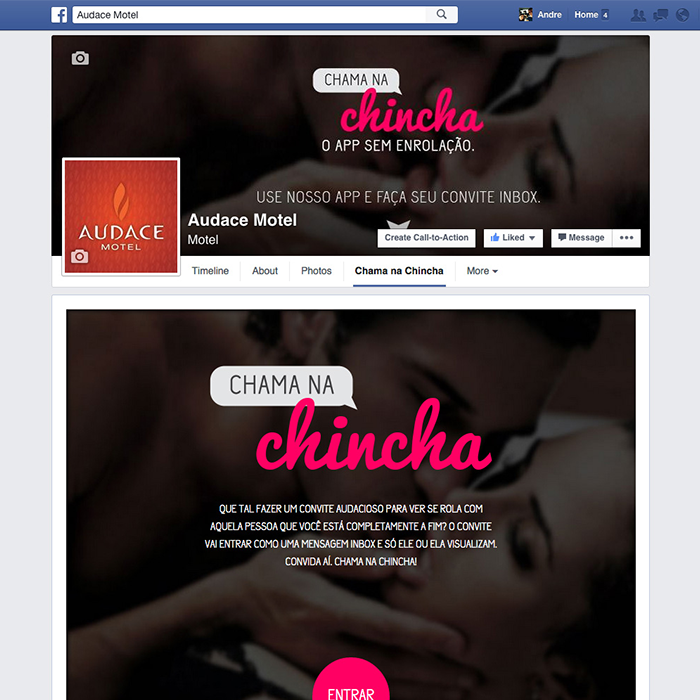 Audace Motel
Andre
Home 4
CHAMA NA
chincha
O APP SEM ENROLAÇÃO.
USE NOSSO APP E FAÇA SEU CONVITE INBOX.
AUDACE
MOTEL
Audace Motel
Motel
Create Call-to-Action
Liked
Message
Timeline
About
Photos
Chama na Chincha
More
CHAMA NA
chincha
QUE TAL FAZER UM CONVITE AUDACIOSO PARA VER SE ROLA COM
AQUELA PESSOA QUE VOCÊ ESTÁ COMPLETAMENTE A FIM? O CONVITE
VAI ENTRAR COMO UMA MENSAGEM INBOX E SÓ ELE OU ELA VISUALIZAM.
CONVIDA AÍ. CHAMA NA CHINCHA!
ENTRAR